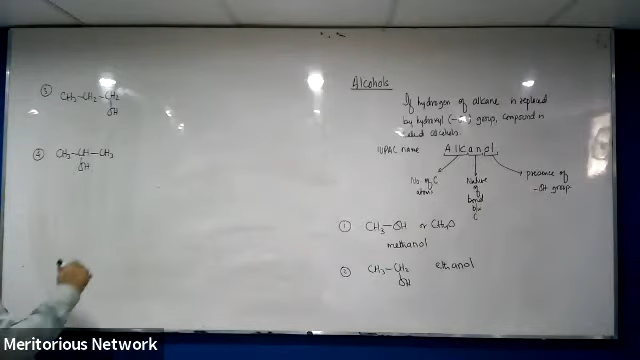 ③ CH₃-CH₂-CH₂
OH
④ CH₃-CH-CH₃
OH
Alcohols
If hydrogen of alkane is replaced
by hydroxyl group, compound is
called alcohols.
IUPAC name Alkanol
No. of C atoms
Nature of bond b/w C
presence of -OH group
① CH₃-OH or CH₄O
methanol
② CH₃-CH₂ ethanol
OH
Meritorious Network